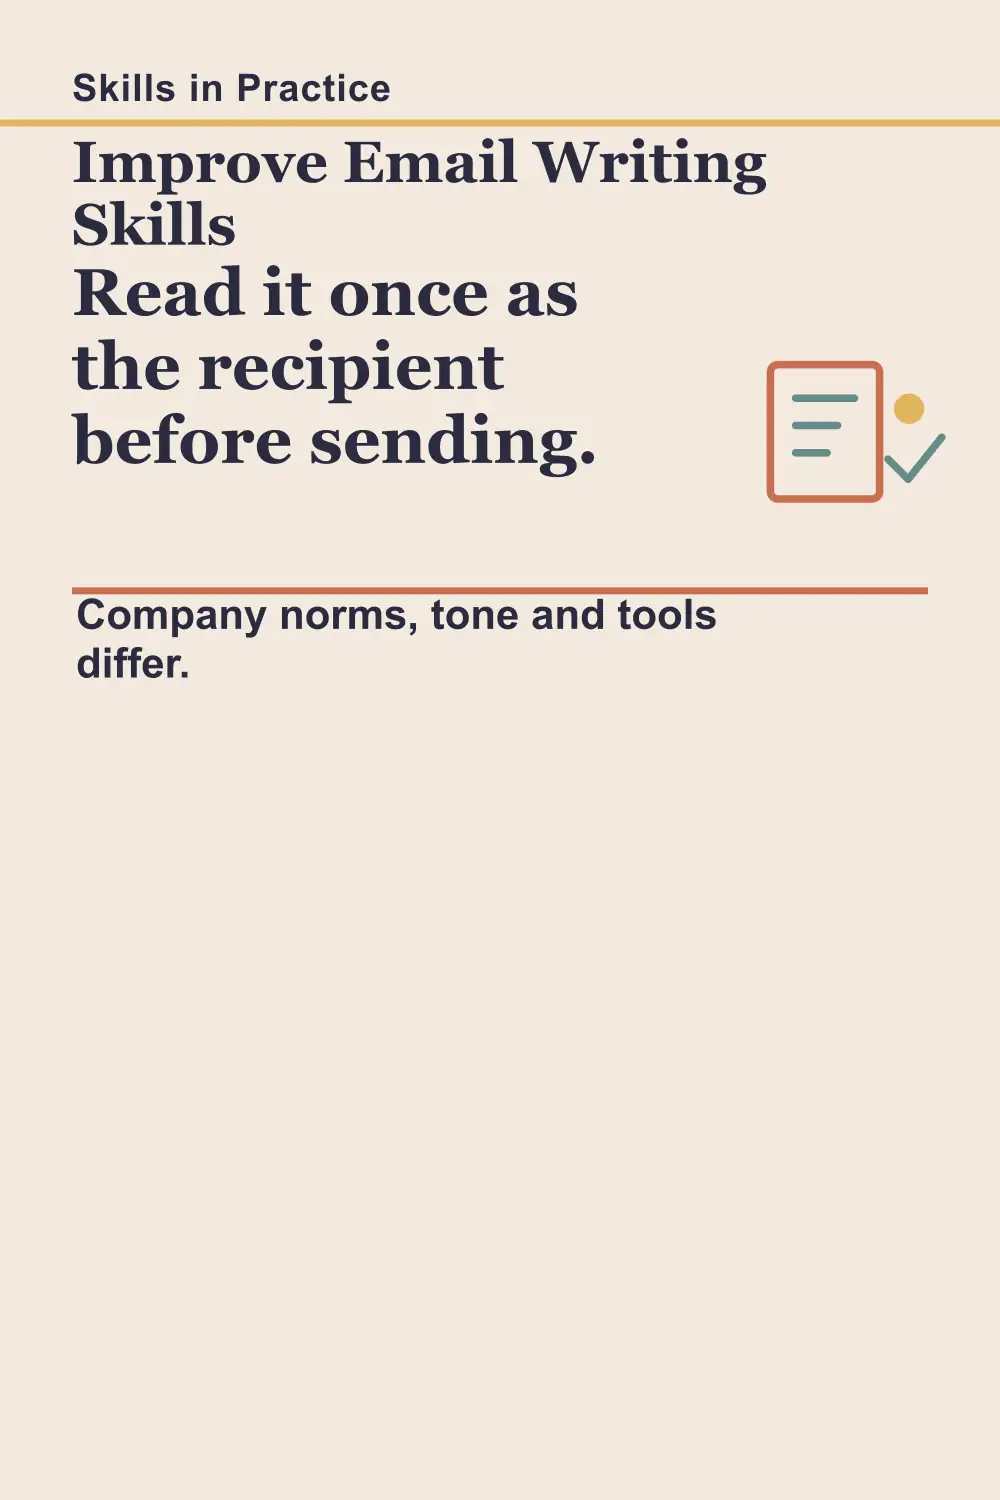 Skills in Practice
Improve Email Writing
Skills
Read it once as
the recipient
before sending.
Company norms, tone and tools
differ.